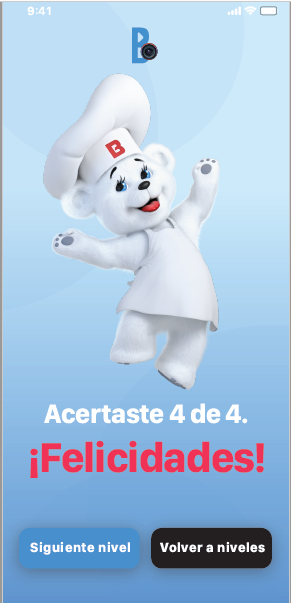 9:41
B
B
Acertaste 4 de 4.
¡Felicidades!
Siguiente nivel
Volver a niveles